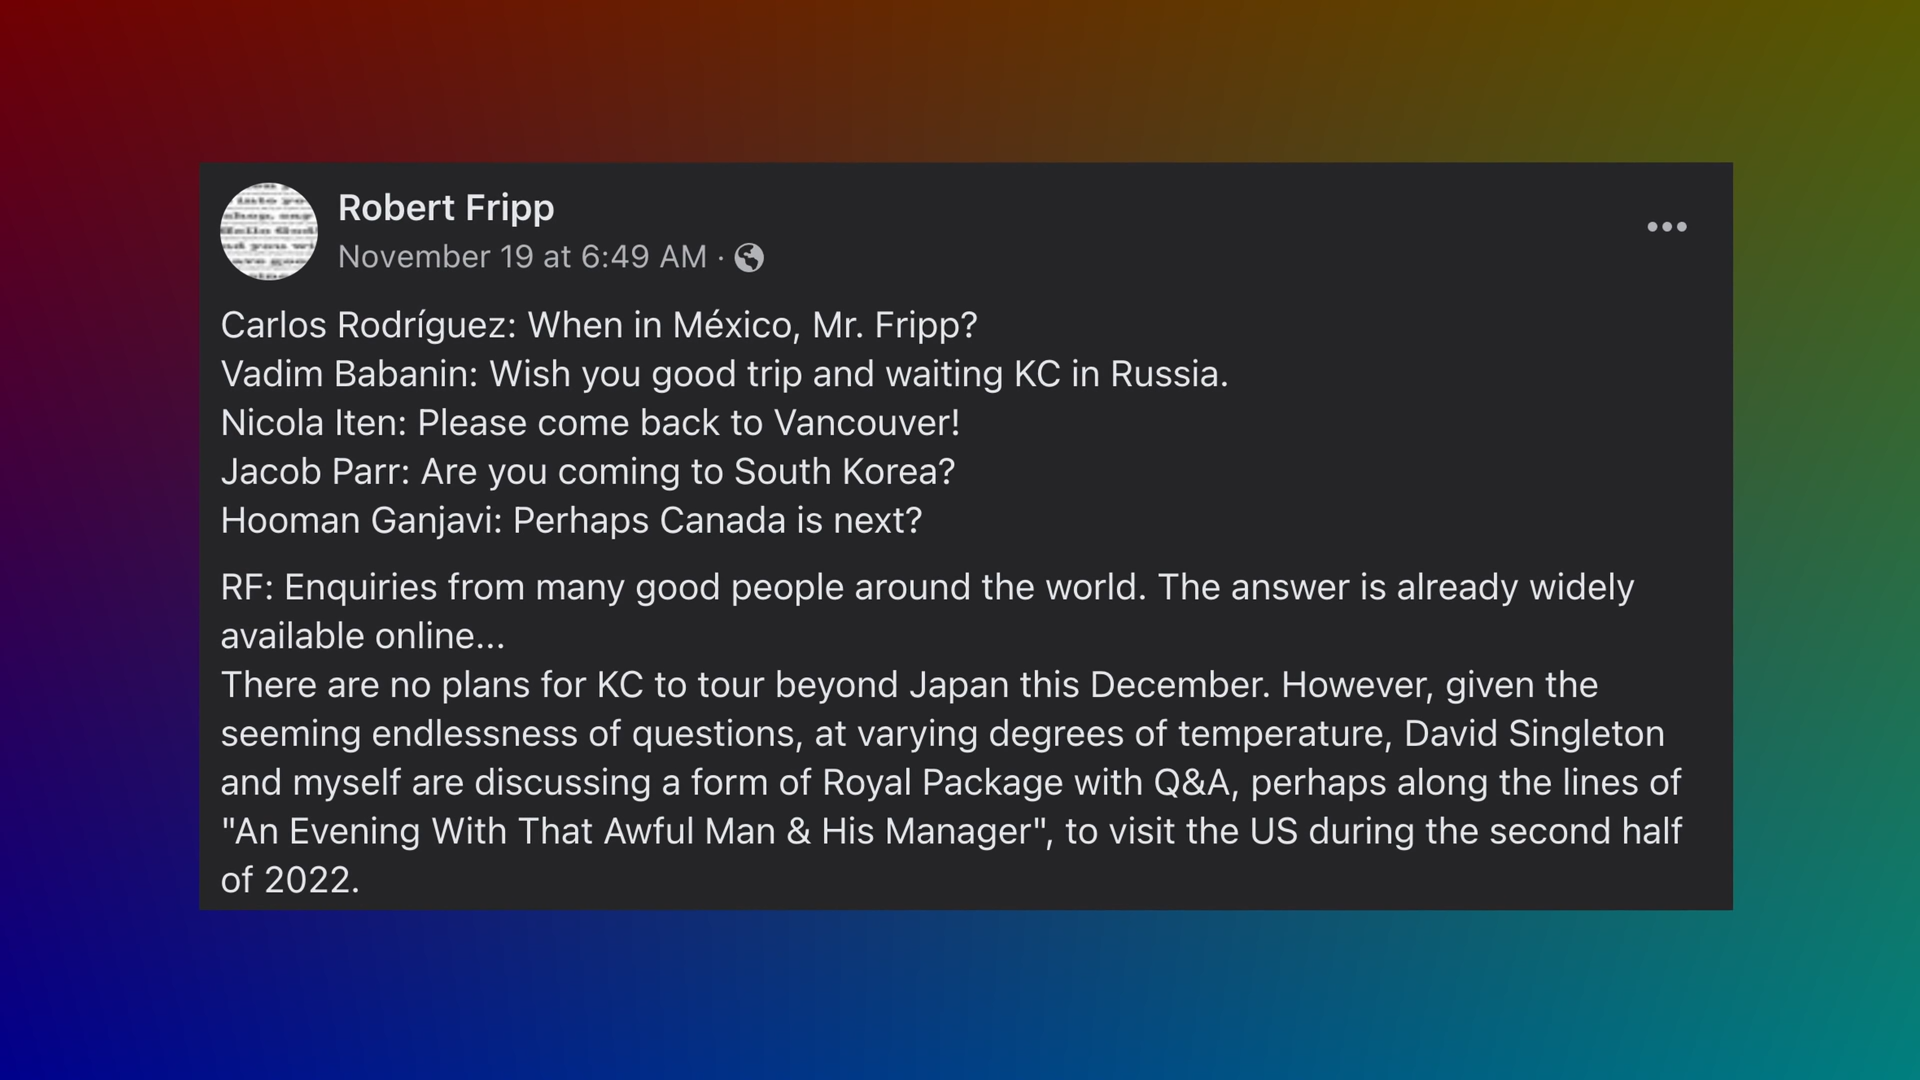 Robert Fripp
November 19 at 6:49 AM ·
Carlos Rodríguez: When in México, Mr. Fripp?
Vadim Babanin: Wish you good trip and waiting KC in Russia.
Nicola Iten: Please come back to Vancouver!
Jacob Parr: Are you coming to South Korea?
Hooman Ganjavi: Perhaps Canada is next?
RF: Enquiries from many good people around the world. The answer is already widely
available online...
There are no plans for KC to tour beyond Japan this December. However, given the
seeming endlessness of questions, at varying degrees of temperature, David Singleton
and myself are discussing a form of Royal Package with Q&A, perhaps along the lines of
"An Evening With That Awful Man & His Manager", to visit the US during the second half
of 2022.